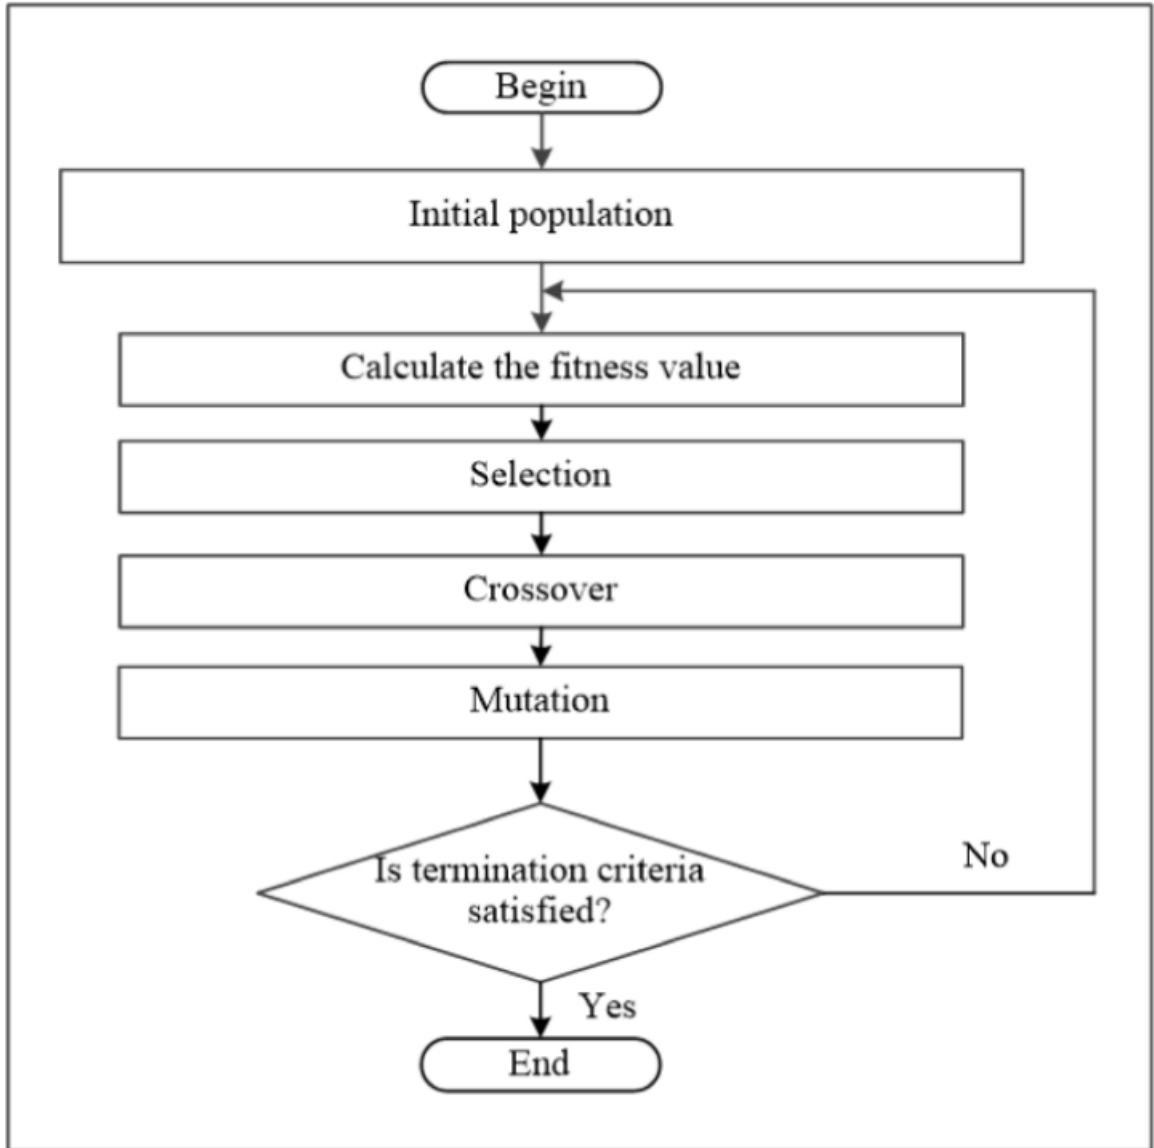 Begin
Initial population
Calculate the fitness value
Selection
Crossover
Mutation
Is termination criteria
satisfied?
No
Yes
End